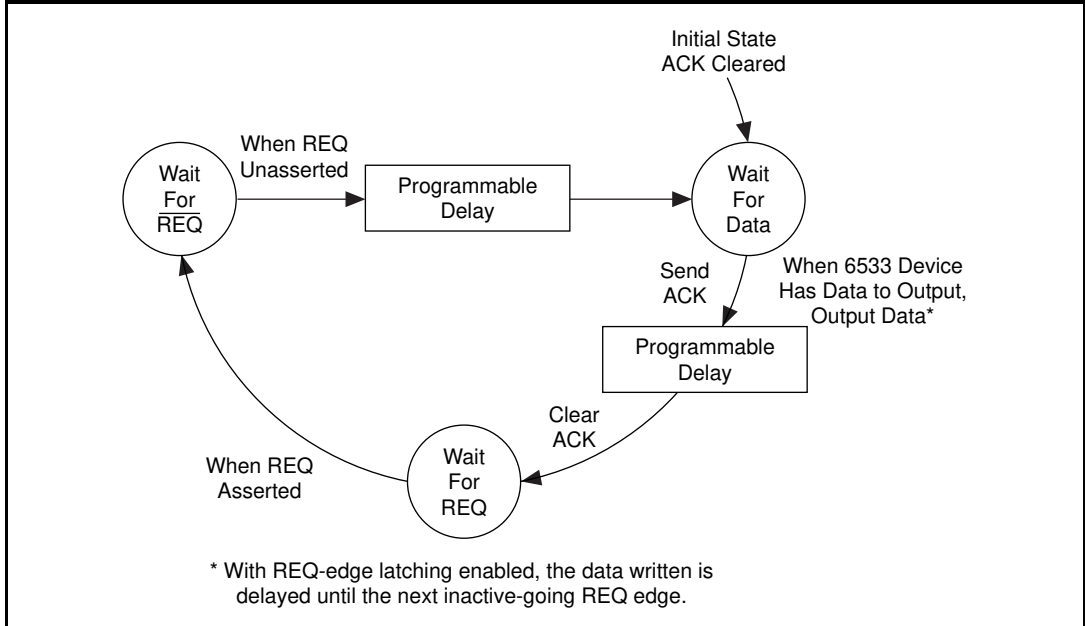 Initial State
ACK Cleared
When REQ
Unasserted
Wait
For
R̅E̅Q̅
Programmable
Delay
Wait
For
Data
Send
ACK
When 6533 Device
Has Data to Output,
Output Data*
Programmable
Delay
Clear
ACK
Wait
For
REQ
When REQ
Asserted
* With REQ-edge latching enabled, the data written is
delayed until the next inactive-going REQ edge.